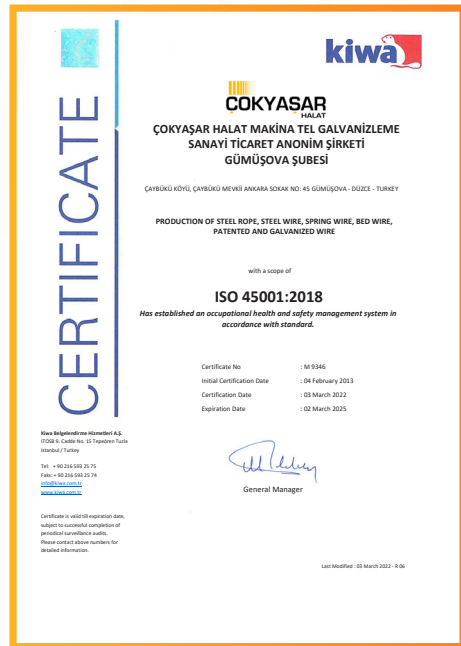 kiwa
CERTIFICATE
ÇOKYAŞAR
HALAT
ÇOKYAŞAR HALAT MAKİNA TEL GALVANİZLEME
SANAYİ TİCARET ANONİM ŞİRKETİ
GÜMÜŞOVA ŞUBESİ
ÇAYBÜKÜ KÖYÜ, ÇAYBÜKÜ MEVKİİ ANKARA SOKAK NO: 45 GÜMÜŞOVA - DÜZCE - TURKEY
PRODUCTION OF STEEL ROPE, STEEL WIRE, SPRING WIRE, BED WIRE,
PATENTED AND GALVANIZED WIRE
with a scope of
ISO 45001:2018
Has established an occupational health and safety management system in
accordance with standard.
Certificate No : M 9346
Initial Certification Date : 04 February 2013
Certification Date : 03 March 2022
Expiration Date : 02 March 2025
Kiwa Belgelendirme Hizmetleri A.Ş.
ITOSB 9. Cadde No. 15 Tepeören Tuzla
Istanbul / Turkey
Tel: + 90 216 593 25 75
Faks: + 90 216 593 25 74
info@kiwa.com.tr
www.kiwa.com.tr
General Manager
Certificate is valid till expiration date,
subject to successful completion of
periodical surveillance audits.
Please contact above numbers for
detailed information.
Last Modified : 03 March 2022 - R 06